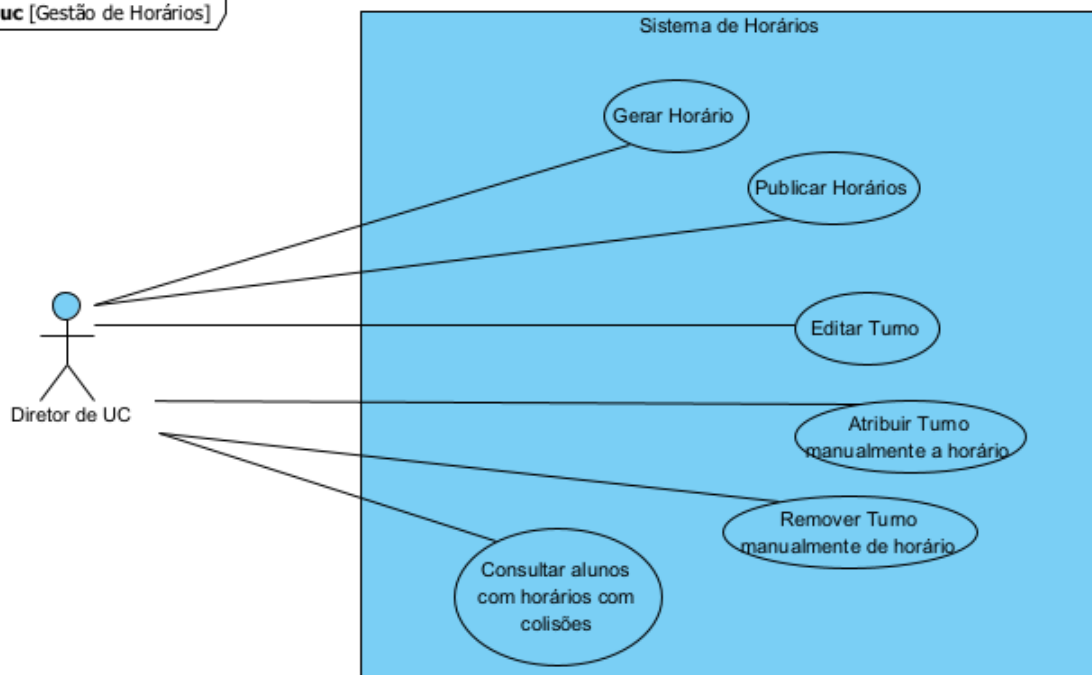 uc [Gestão de Horários]
Sistema de Horários
Gerar Horário
Publicar Horários
Editar Turno
Diretor de UC
Atribuir Turno
manualmente a horário
Remover Turno
manualmente de horário
Consultar alunos
com horários com
colisões